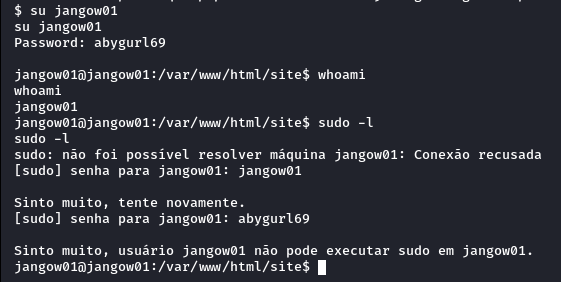 $ su jangow01
su jangow01
Password: abygurl69
jangow01@jangow01:/var/www/html/site$ whoami
whoami
jangow01
jangow01@jangow01:/var/www/html/site$ sudo -l
sudo -l
sudo: não foi possível resolver máquina jangow01: Conexão recusada
[sudo] senha para jangow01: jangow01
Sinto muito, tente novamente.
[sudo] senha para jangow01: abygurl69
Sinto muito, usuário jangow01 não pode executar sudo em jangow01.
jangow01@jangow01:/var/www/html/site$